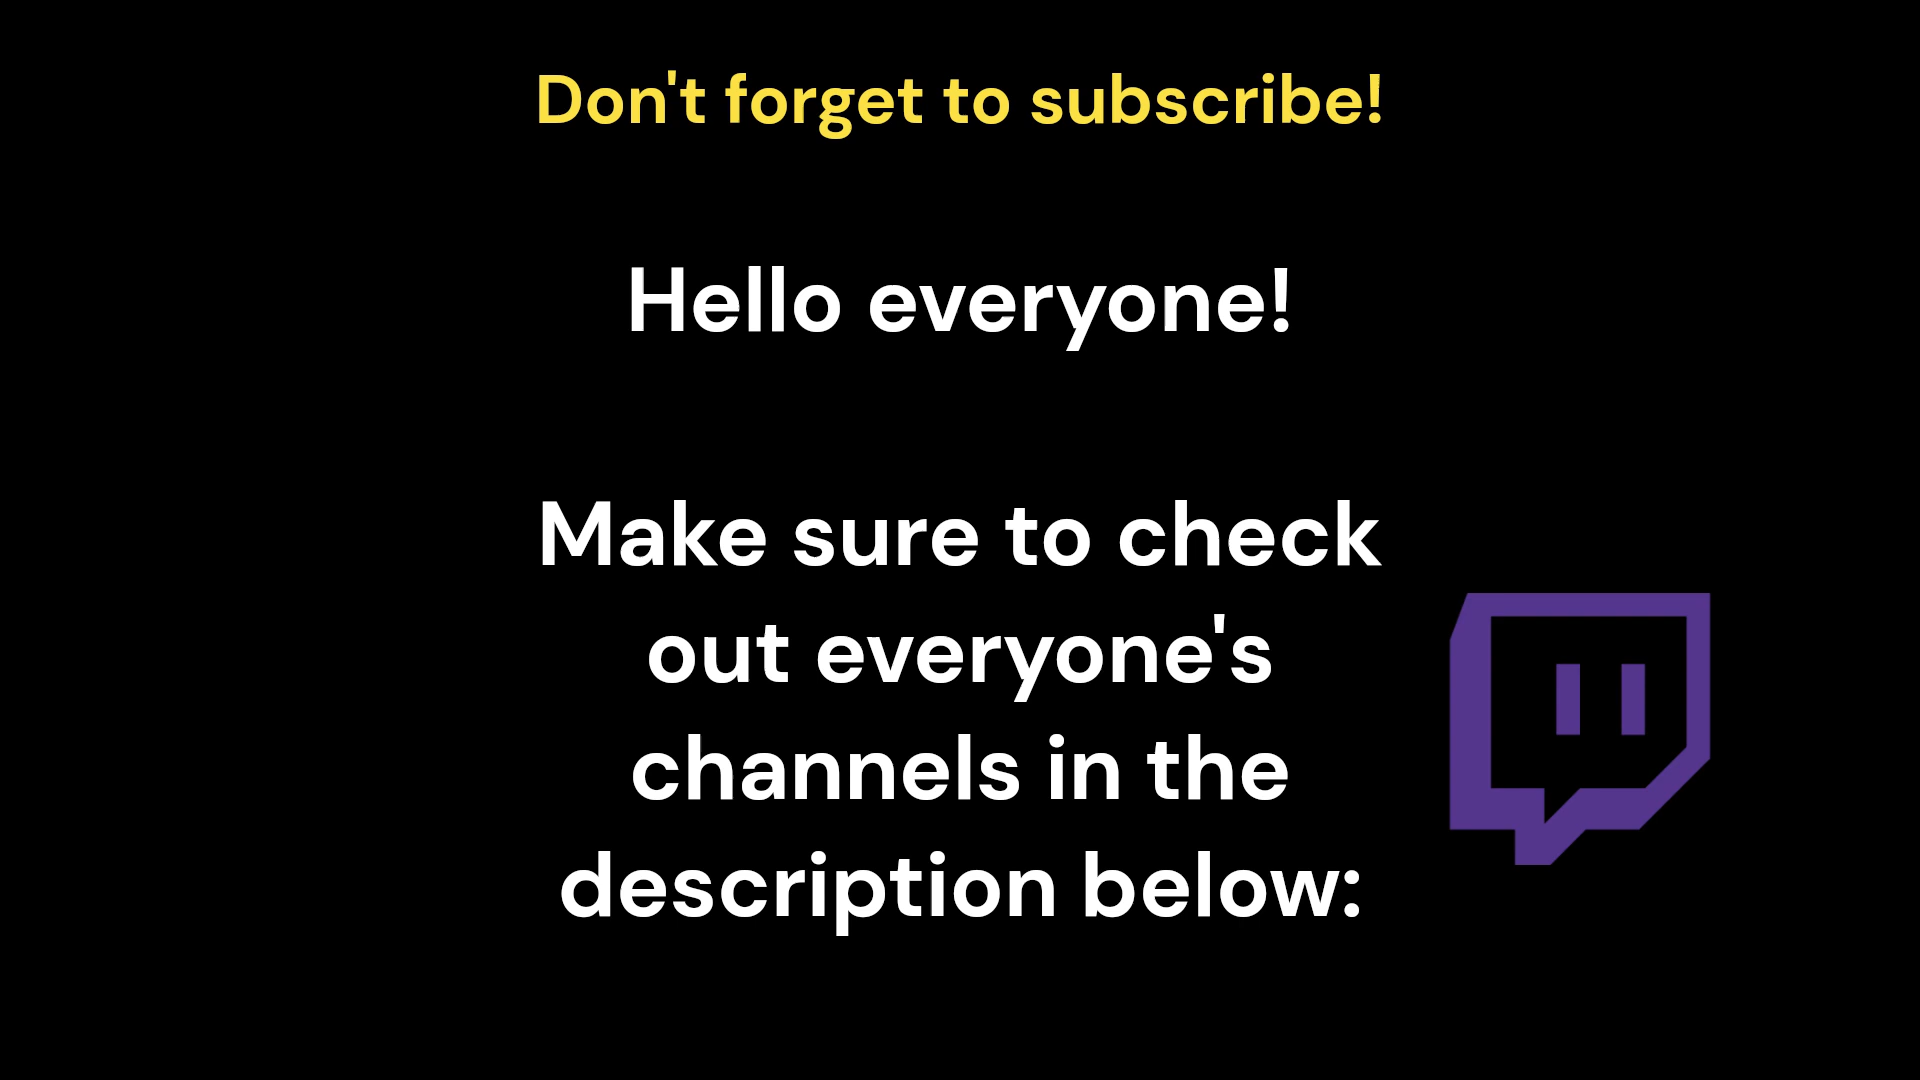 Don't forget to subscribe!
Hello everyone!
Make sure to check
out everyone's
channels in the
description below: